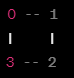 0 -- 1
|    |
3 -- 2